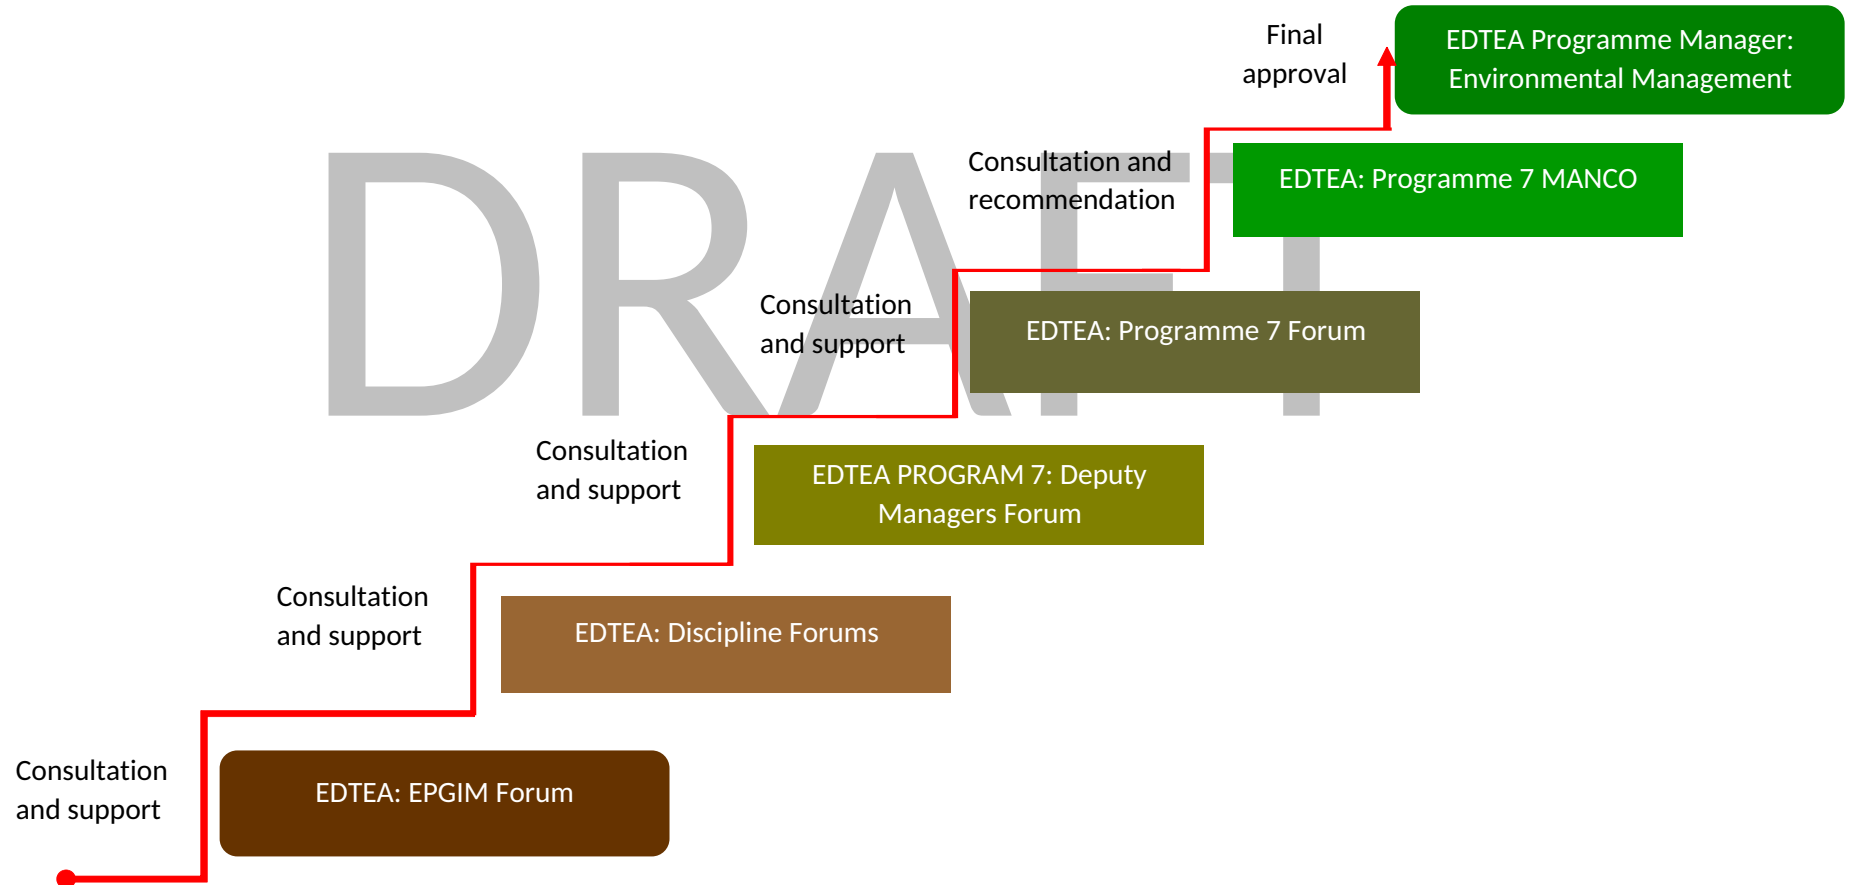 Final
approval
EDTEA Programme Manager:
Environmental Management
Consultation and
recommendation
EDTEA: Programme 7 MANCO
Consultation
and support
EDTEA: Programme 7 Forum
Consultation
and support
EDTEA PROGRAM 7: Deputy
Managers Forum
Consultation
and support
EDTEA: Discipline Forums
Consultation
and support
EDTEA: EPGIM Forum
DRAFT